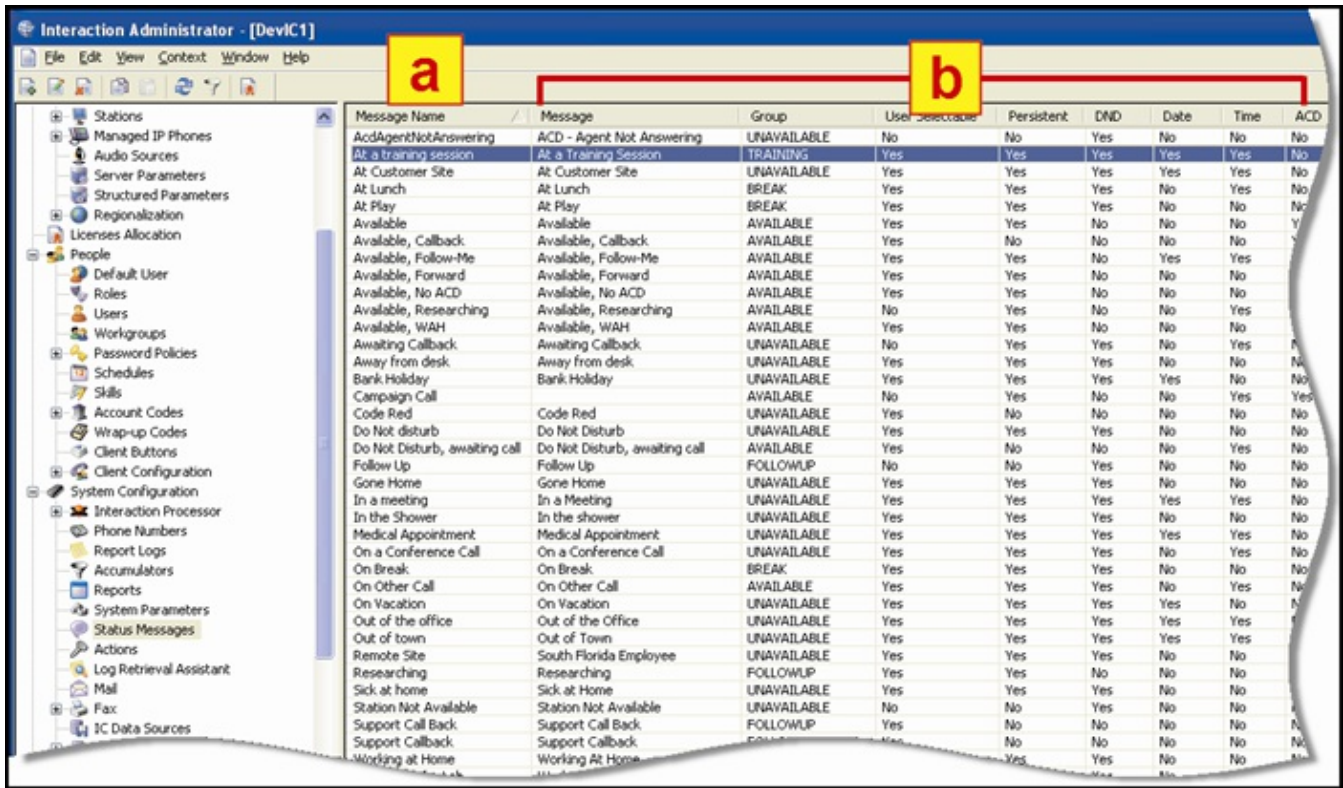 Interaction Administrator - [DevIC1]
File Edit View Context Window Help
a
b
Stations
Managed IP Phones
Audio Sources
Server Parameters
Structured Parameters
Regionalization
Licenses Allocation
People
Default User
Roles
Users
Workgroups
Password Policies
Schedules
Skills
Account Codes
Wrap-up Codes
Client Buttons
Client Configuration
System Configuration
Interaction Processor
Phone Numbers
Report Logs
Accumulators
Reports
System Parameters
Status Messages
Actions
Log Retrieval Assistant
Mail
Fax
IC Data Sources
Message Name Message Group User Selectable Persistent DND Date Time ACD
AcdAgentNotAnswering ACD - Agent Not Answering UNAVAILABLE No No Yes No No No
At a training session At a Training Session TRAINING Yes Yes Yes Yes Yes No
At Customer Site At Customer Site UNAVAILABLE Yes Yes Yes Yes Yes No
At Lunch At Lunch BREAK Yes Yes Yes No Yes No
At Play At Play BREAK Yes Yes Yes No No No
Available Available AVAILABLE Yes Yes No No No
Available, Callback Available, Callback AVAILABLE Yes No No No No
Available, Follow-Me Available, Follow-Me AVAILABLE Yes Yes No Yes Yes
Available, Forward Available, Forward AVAILABLE Yes Yes No No No
Available, No ACD Available, No ACD AVAILABLE Yes Yes No No No
Available, Researching Available, Researching AVAILABLE No Yes No No Yes
Available, WAH Available, WAH AVAILABLE Yes Yes No No No
Awaiting Callback Awaiting Callback UNAVAILABLE No Yes Yes No Yes
Away from desk Away from desk UNAVAILABLE Yes Yes Yes No No
Bank Holiday Bank Holiday UNAVAILABLE Yes Yes Yes Yes No No
Campaign Call AVAILABLE No Yes No No Yes Yes
Code Red Code Red UNAVAILABLE Yes No No No No No
Do Not disturb Do Not Disturb UNAVAILABLE Yes Yes Yes No No No
Do Not Disturb, awaiting call Do Not Disturb, awaiting call AVAILABLE Yes No No No Yes No
Follow Up Follow Up FOLLOWUP No No Yes No No No
Gone Home Gone Home UNAVAILABLE Yes Yes Yes No No No
In a meeting In a Meeting UNAVAILABLE Yes Yes Yes Yes Yes No
In the Shower In the shower UNAVAILABLE Yes Yes Yes No No No
Medical Appointment Medical Appointment UNAVAILABLE Yes Yes Yes Yes Yes No
On a Conference Call On a Conference Call UNAVAILABLE Yes Yes Yes No Yes No
On Break On Break BREAK Yes Yes Yes No No No
On Other Call On Other Call AVAILABLE Yes Yes Yes No Yes
On Vacation On Vacation UNAVAILABLE Yes Yes Yes Yes No
Out of the office Out of the Office UNAVAILABLE Yes Yes Yes Yes Yes
Out of town Out of Town UNAVAILABLE Yes Yes Yes Yes Yes
Remote Site South Florida Employee UNAVAILABLE Yes Yes Yes No No
Researching Researching FOLLOWUP Yes Yes No No No
Sick at home Sick at Home UNAVAILABLE Yes Yes Yes No No
Station Not Available Station Not Available UNAVAILABLE No No Yes No No
Support Call Back Support Call Back FOLLOWUP Yes No No No No
Support Callback Support Callback No No No No
Working at Home Working At Home Yes Yes No No